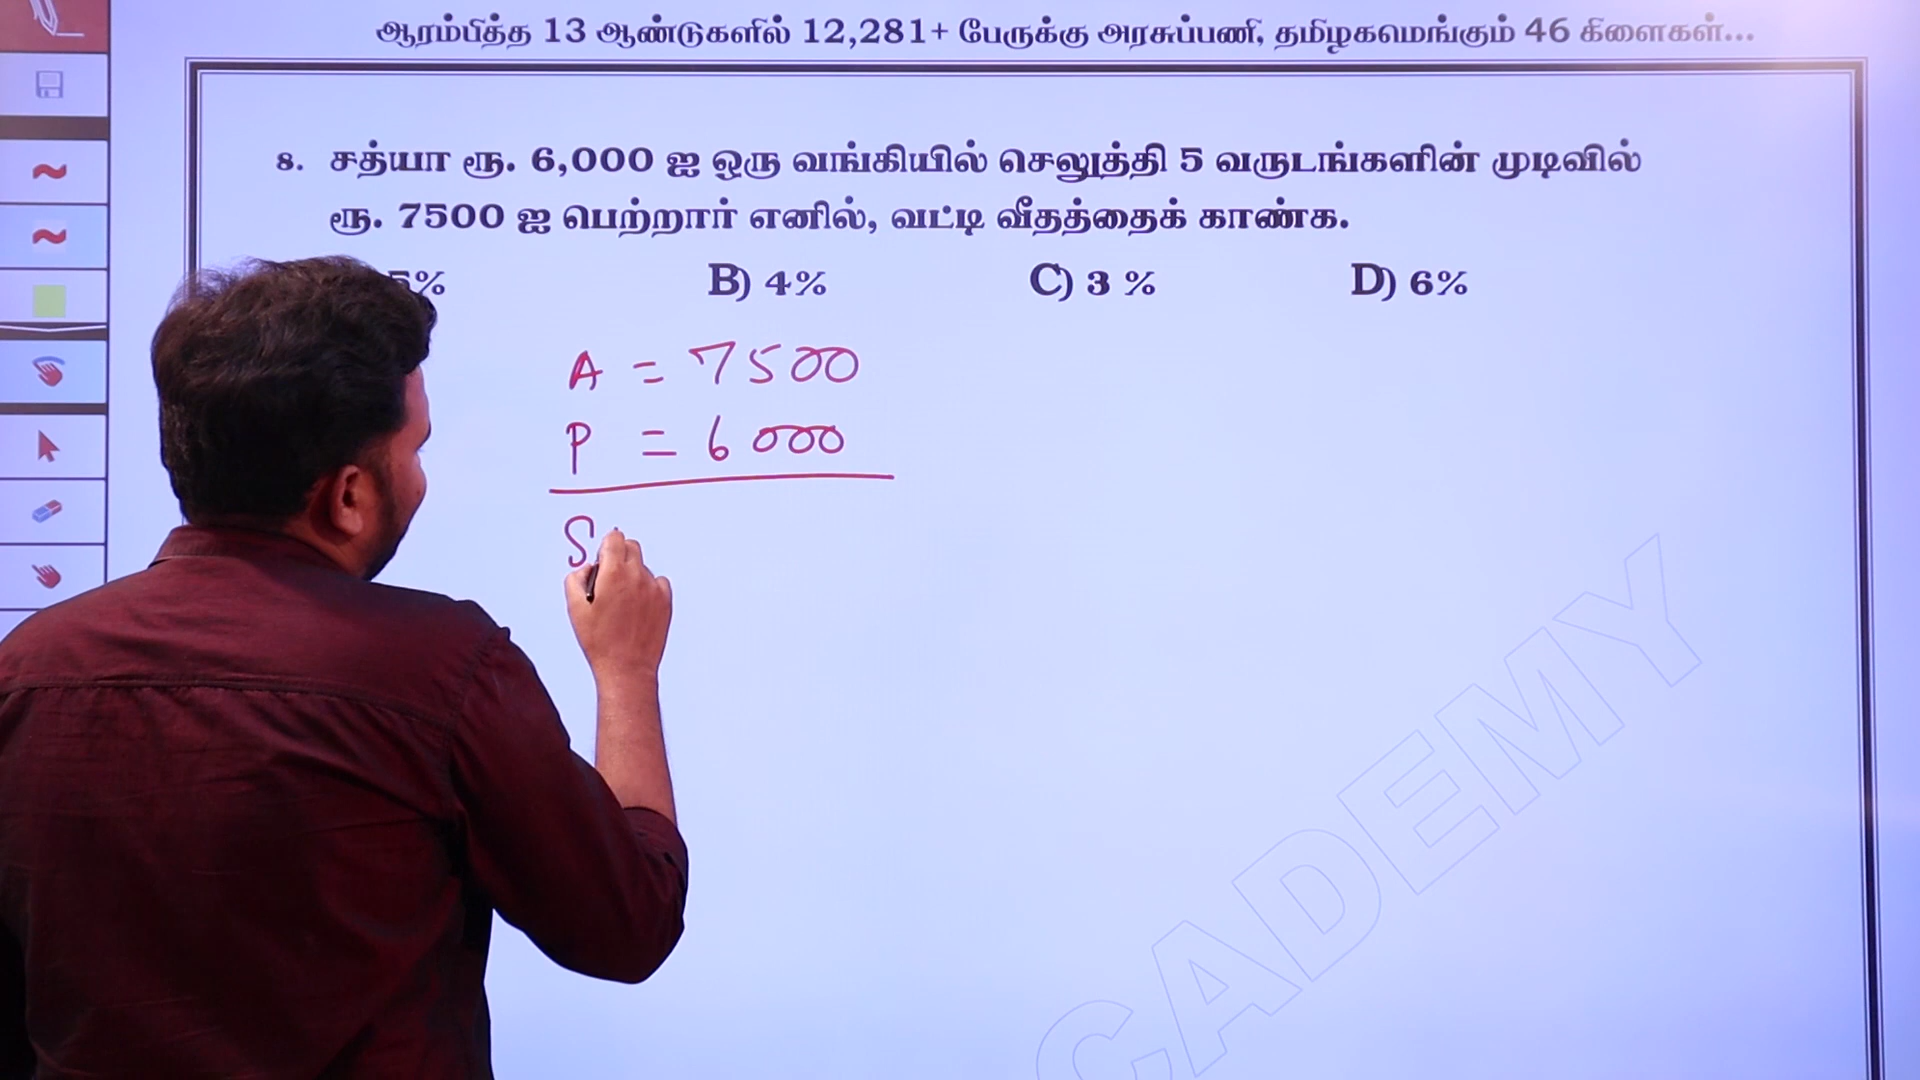 ஆரம்பித்த 13 ஆண்டுகளில் 12,281+ பேருக்கு அரசுப்பணி, தமிழகமெங்கும் 46 கிளைகள்...
8. சத்யா ரூ. 6,000 ஐ ஒரு வங்கியில் செலுத்தி 5 வருடங்களின் முடிவில்
ரூ. 7500 ஐ பெற்றார் எனில், வட்டி வீதத்தைக் காண்க.
5% B) 4% C) 3 % D) 6%
A = 7500
P = 6000
S
CADEMY